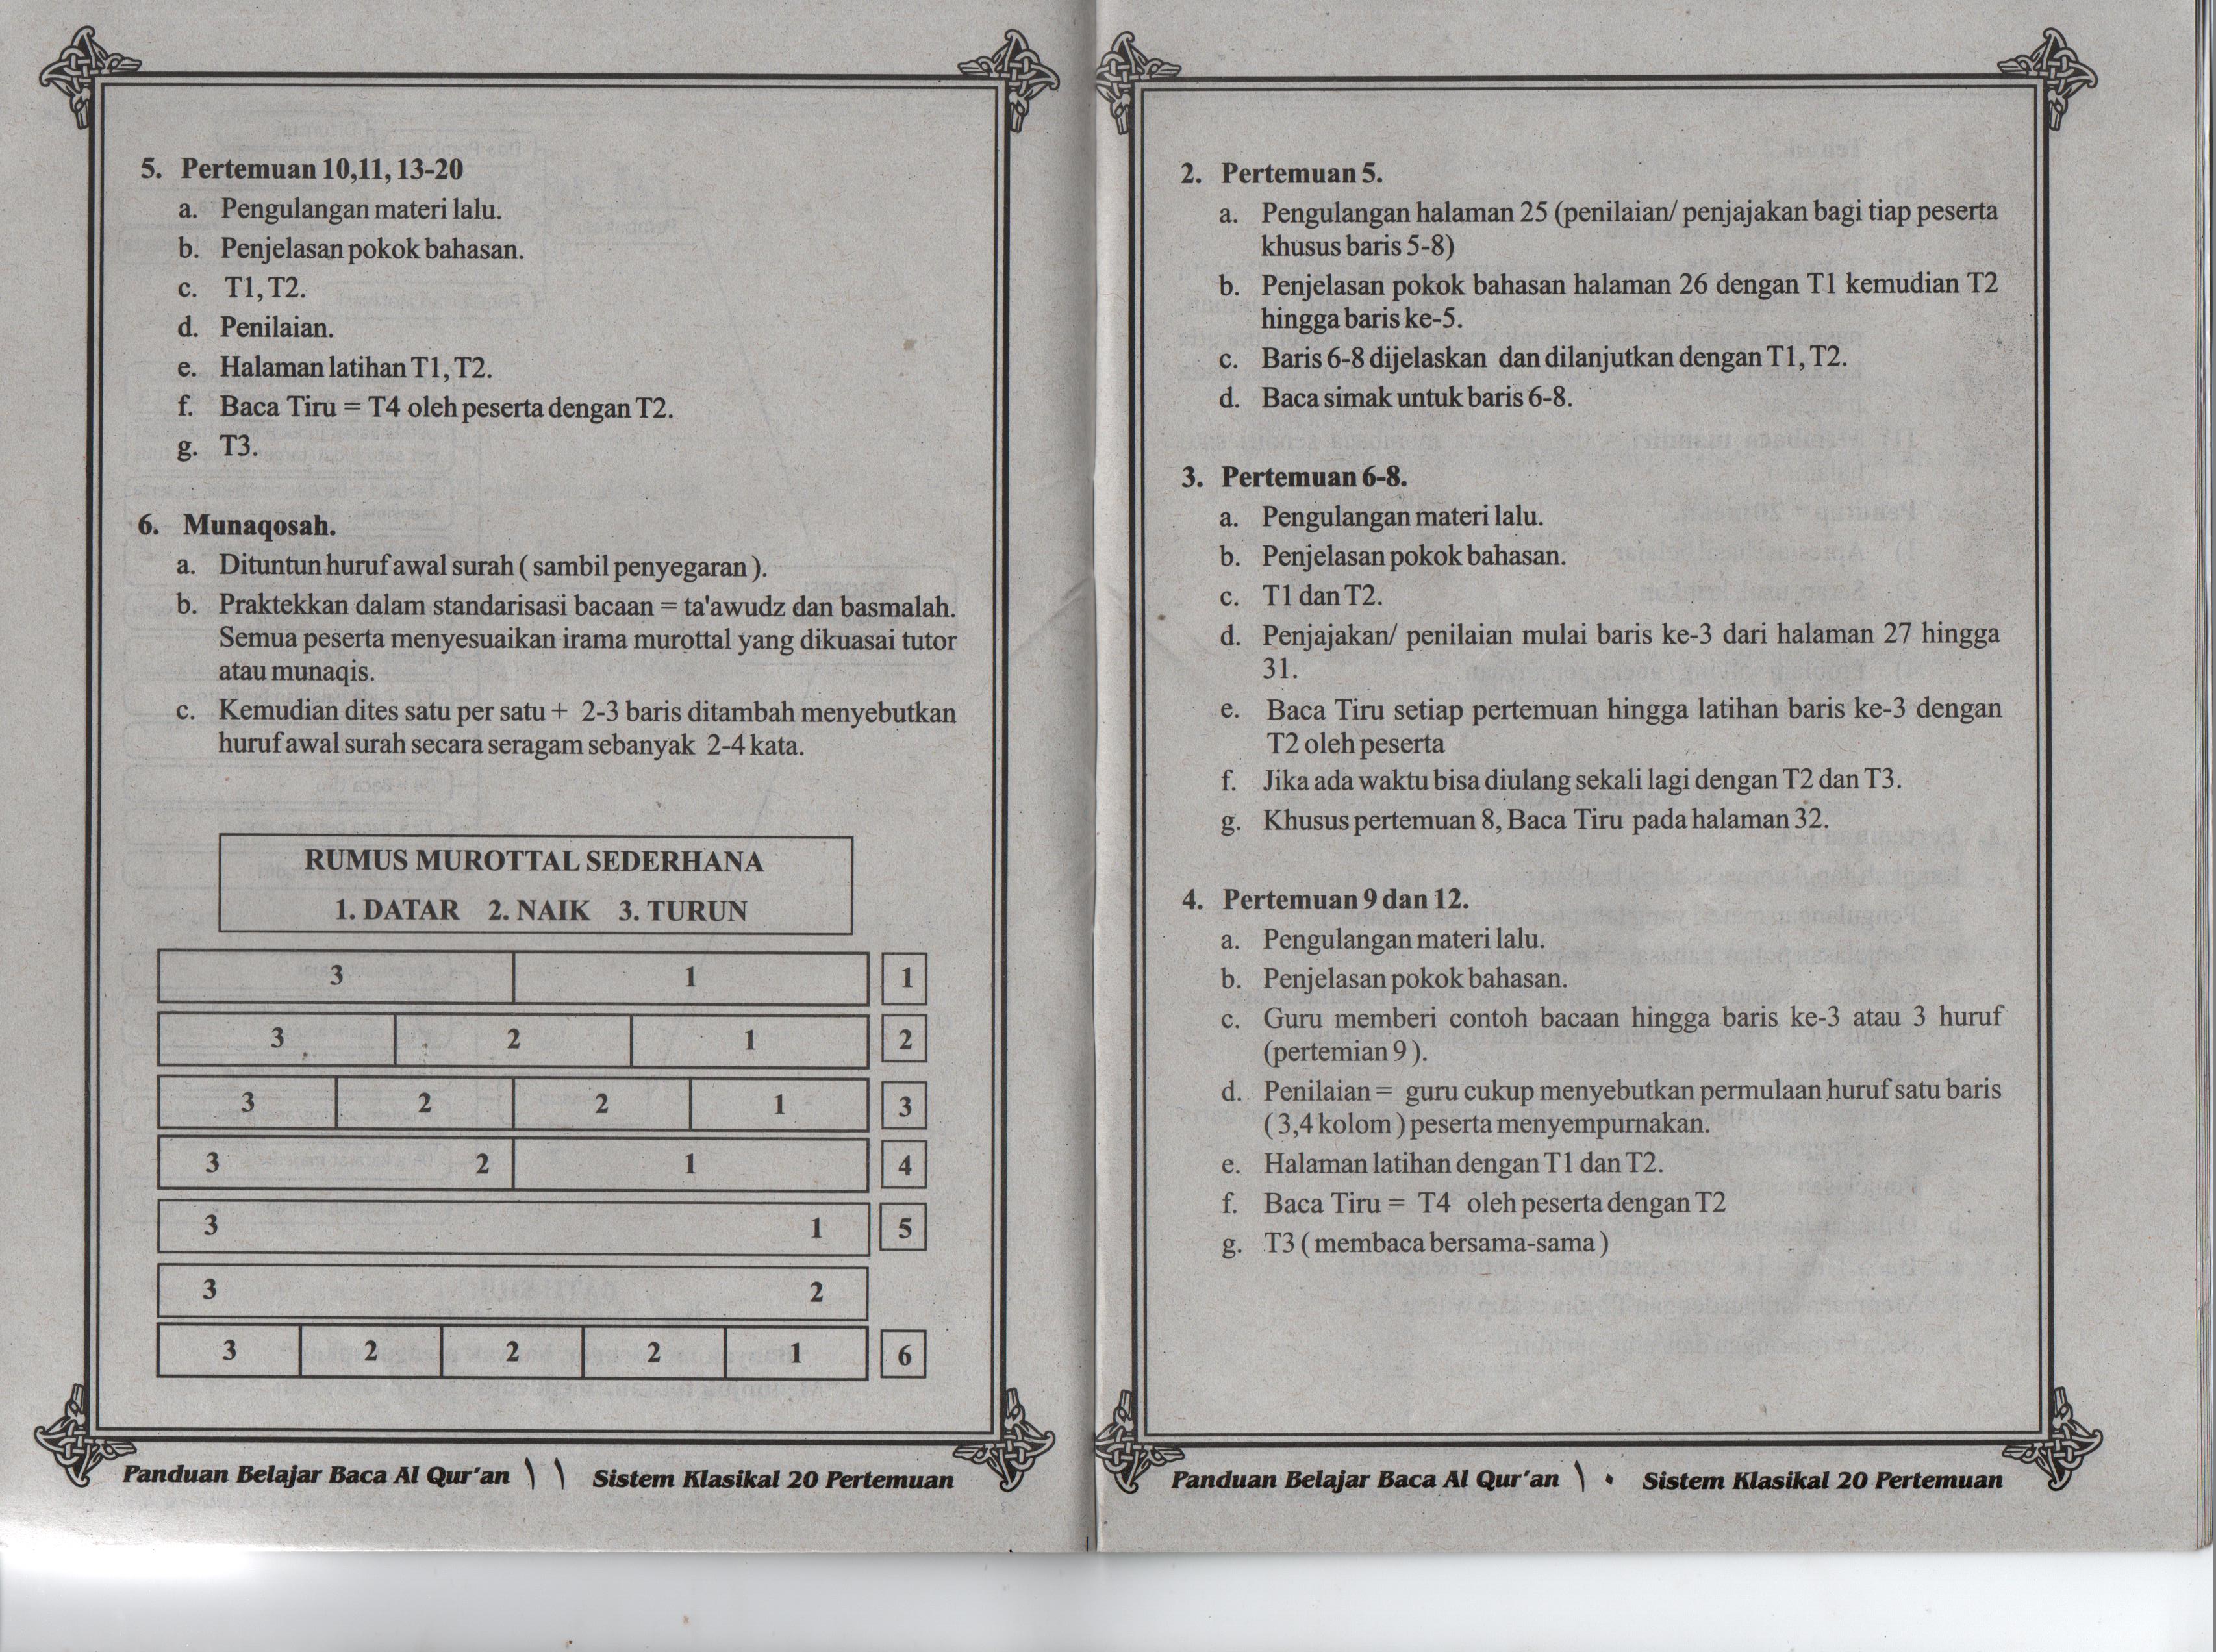 2. Pertemuan 5.
a. Pengulangan halaman 25 (penilaian/ penjajakan bagi tiap peserta
khusus baris 5-8)
b. Penjelasan pokok bahasan halaman 26 dengan T1 kemudian T2
hingga baris ke-5.
c. Baris 6-8 dijelaskan dan dilanjutkan dengan T1, T2.
d. Baca simak untuk baris 6-8.
3. Pertemuan 6-8.
a. Pengulangan materi lalu.
b. Penjelasan pokok bahasan.
c. T1 dan T2.
d. Penjajakan/ penilaian mulai baris ke-3 dari halaman 27 hingga
31.
e. Baca Tiru setiap pertemuan hingga latihan baris ke-3 dengan
T2 oleh peserta
f. Jika ada waktu bisa diulang sekali lagi dengan T2 dan T3.
g. Khusus pertemuan 8, Baca Tiru pada halaman 32.
4. Pertemuan 9 dan 12.
a. Pengulangan materi lalu.
b. Penjelasan pokok bahasan.
c. Guru memberi contoh bacaan hingga baris ke-3 atau 3 huruf
(pertemian 9 ).
d. Penilaian = guru cukup menyebutkan permulaan huruf satu baris
( 3,4 kolom ) peserta menyempurnakan.
e. Halaman latihan dengan T1 dan T2.
f. Baca Tiru = T4 oleh peserta dengan T2
g. T3 ( membaca bersama-sama )
Panduan Belajar Baca Al Qur'an ١٠ Sistem Klasikal 20 Pertemuan
5. Pertemuan 10,11, 13-20
a. Pengulangan materi lalu.
b. Penjelasan pokok bahasan.
c. T1, T2.
d. Penilaian.
e. Halaman latihan T1, T2.
f. Baca Tiru = T4 oleh peserta dengan T2.
g. T3.
6. Munaqosah.
a. Dituntun huruf awal surah ( sambil penyegaran ).
b. Praktekkan dalam standarisasi bacaan = ta'awudz dan basmalah.
Semua peserta menyesuaikan irama murottal yang dikuasai tutor
atau munaqis.
c. Kemudian dites satu per satu + 2-3 baris ditambah menyebutkan
huruf awal surah secara seragam sebanyak 2-4 kata.
RUMUS MUROTTAL SEDERHANA
1. DATAR 2. NAIK 3. TURUN
3 1 1
3 2 1 2
3 2 2 1 3
3 2 1 4
3 1 5
3 2
3 2 2 2 1 6
Panduan Belajar Baca Al Qur'an ١١ Sistem Klasikal 20 Pertemuan